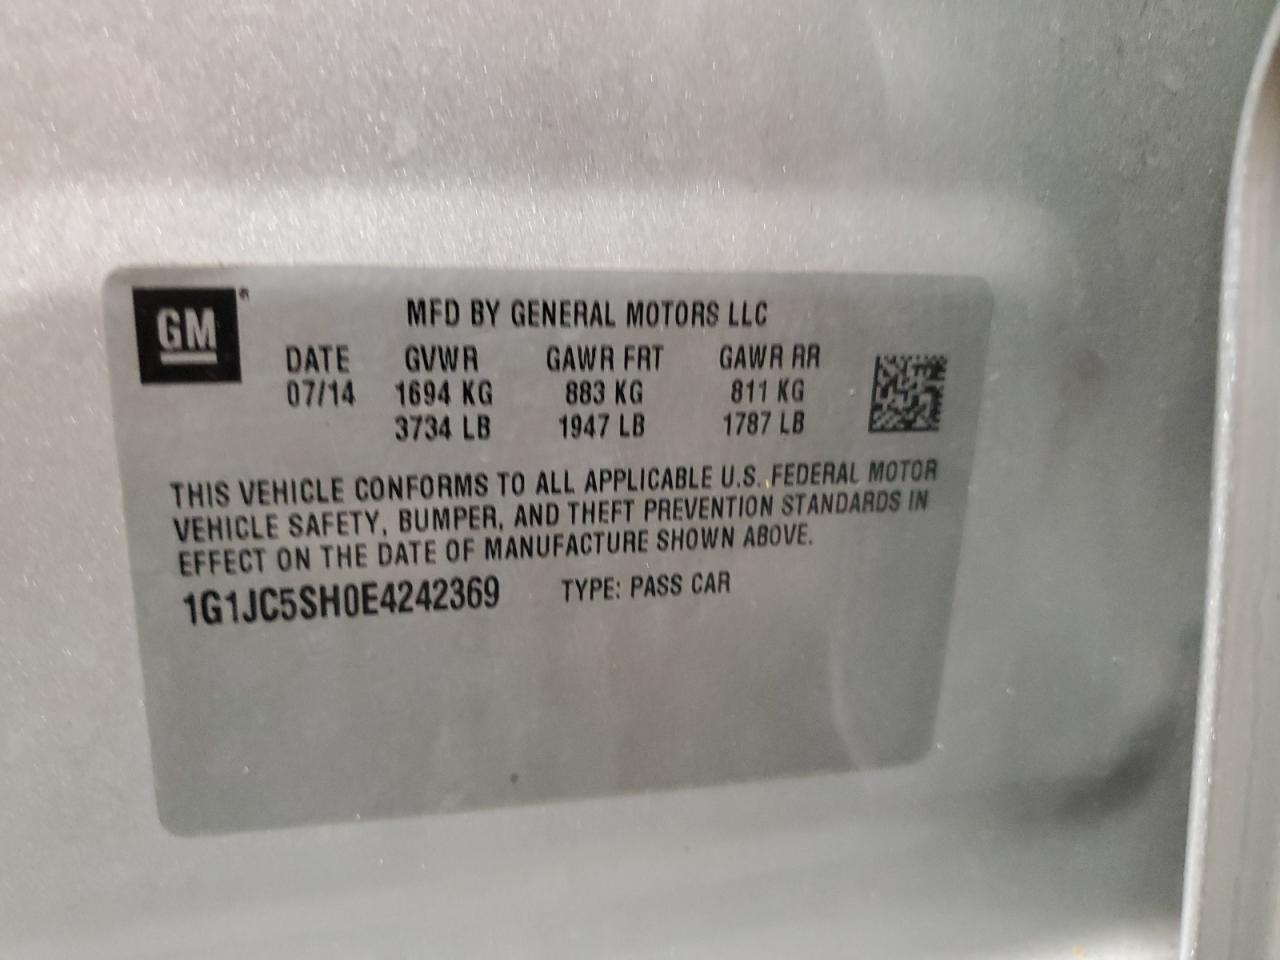 GM®
MFD BY GENERAL MOTORS LLC
DATE GVWR GAWR FRT GAWR RR
07/14 1694 KG 883 KG 811 KG
3734 LB 1947 LB 1787 LB
THIS VEHICLE CONFORMS TO ALL APPLICABLE U.S. FEDERAL MOTOR
VEHICLE SAFETY, BUMPER, AND THEFT PREVENTION STANDARDS IN
EFFECT ON THE DATE OF MANUFACTURE SHOWN ABOVE.
1G1JC5SH0E4242369 TYPE: PASS CAR